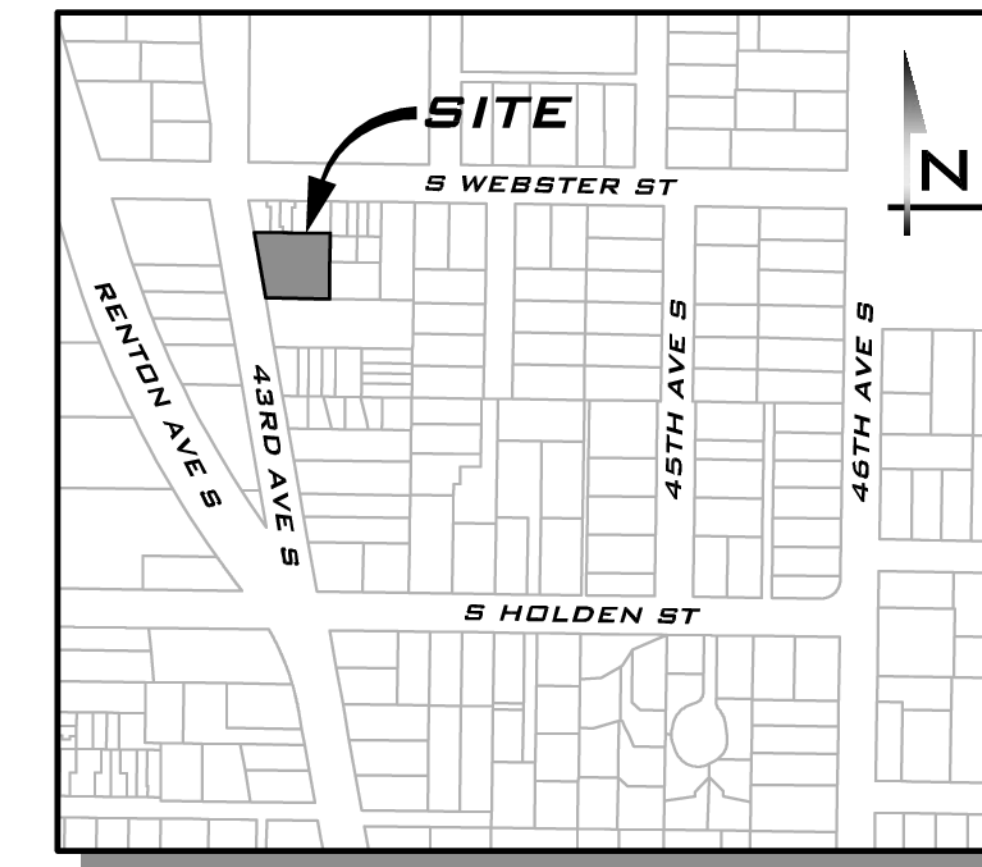 SITE
S WEBSTER ST
N
RENTON AVE S
43RD AVE S
45TH AVE S
46TH AVE S
S HOLDEN ST